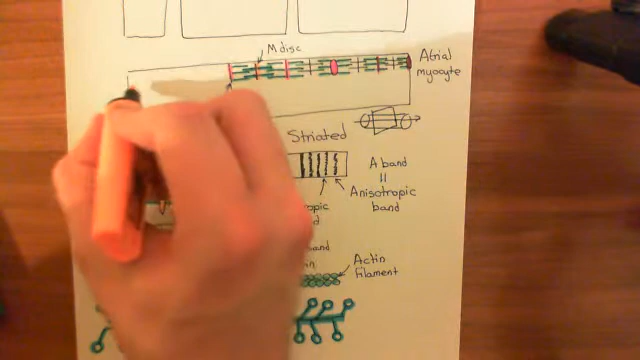 M disc
Atrial
myocyte
Striated
A band
||
Anisotropic
band
Actin
Filament